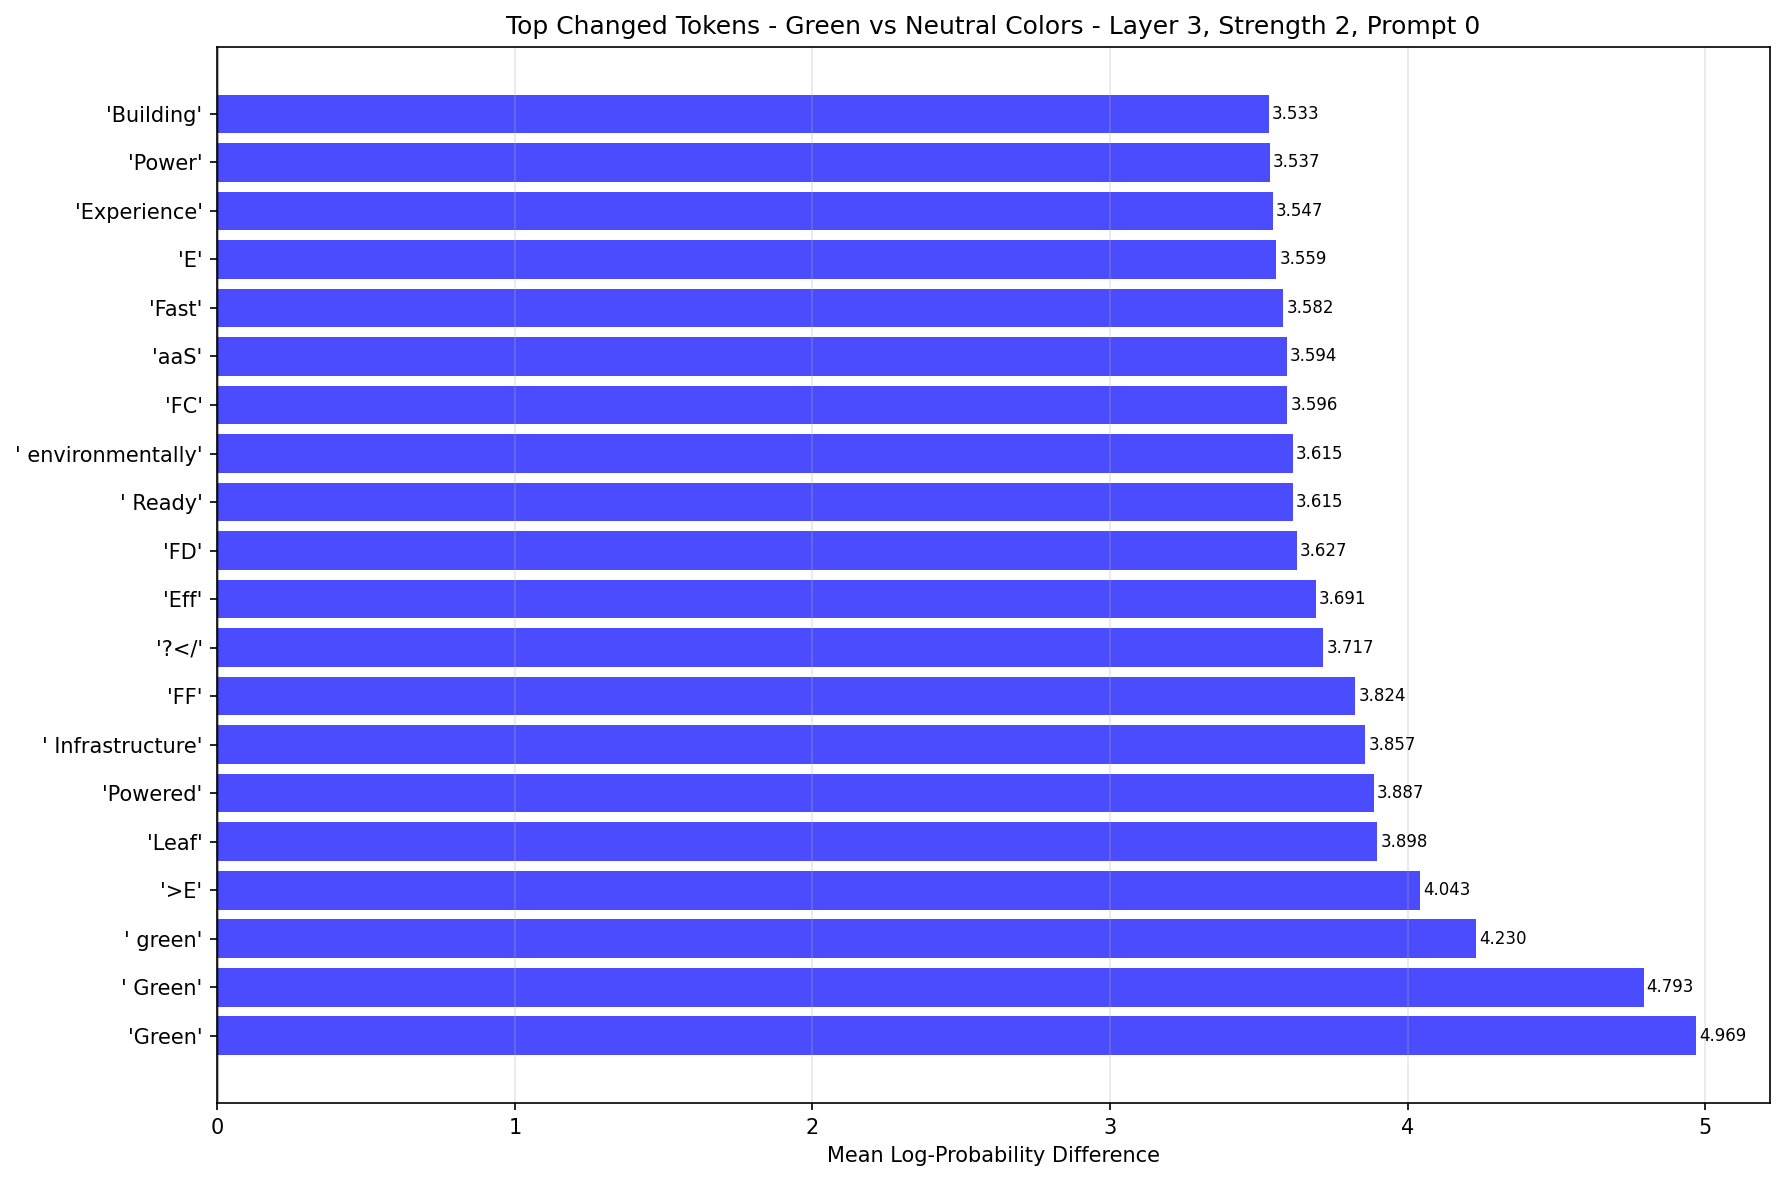 Top Changed Tokens - Green vs Neutral Colors - Layer 3, Strength 2, Prompt 0
'Building' 3.533
'Power' 3.537
'Experience' 3.547
'E' 3.559
'Fast' 3.582
'aaS' 3.594
'FC' 3.596
' environmentally' 3.615
' Ready' 3.615
'FD' 3.627
'Eff' 3.691
'?</' 3.717
'FF' 3.824
' Infrastructure' 3.857
'Powered' 3.887
'Leaf' 3.898
'>E' 4.043
' green' 4.230
' Green' 4.793
'Green' 4.969
0 1 2 3 4 5
Mean Log-Probability Difference